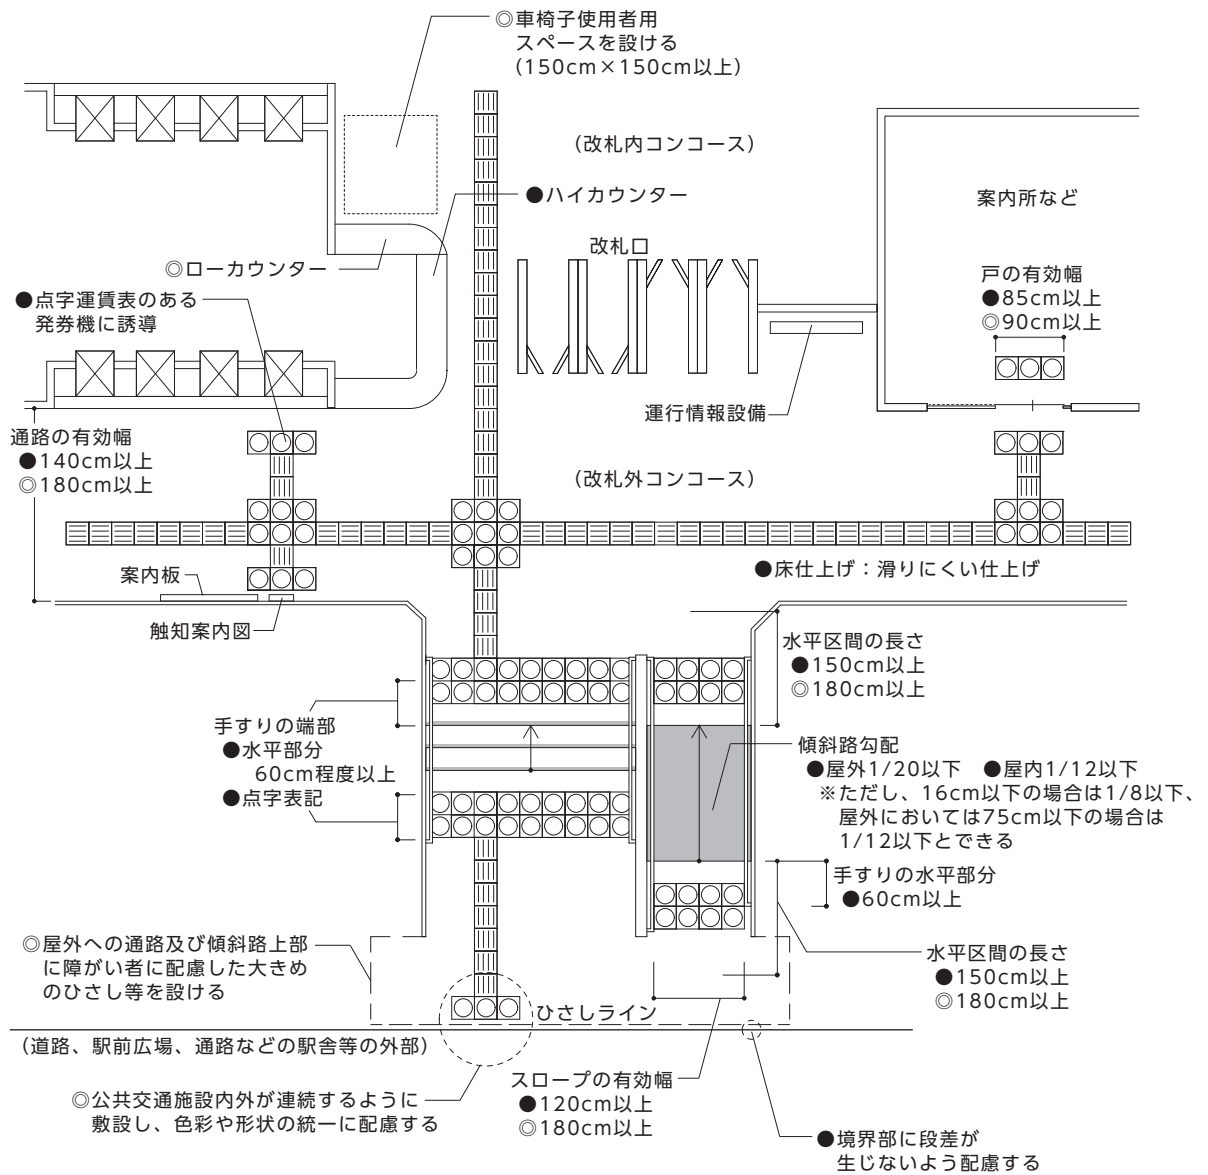 ◎車椅子使用者用
スペースを設ける
(150cm×150cm以上)
(改札内コンコース)
●ハイカウンター
案内所など
改札口
◎ローカウンター
戸の有効幅
●85cm以上
◎90cm以上
●点字運賃表のある
発券機に誘導
運行情報設備
通路の有効幅
●140cm以上
◎180cm以上
(改札外コンコース)
●床仕上げ：滑りにくい仕上げ
案内板
触知案内図
水平区間の長さ
●150cm以上
◎180cm以上
手すりの端部
●水平部分
60cm程度以上
●点字表記
傾斜路勾配
●屋外1/20以下 ●屋内1/12以下
※ただし、16cm以下の場合は1/8以下、
屋外においては75cm以下の場合は
1/12以下とできる
手すりの水平部分
●60cm以上
◎屋外への通路及び傾斜路上部
に障がい者に配慮した大きめ
のひさし等を設ける
水平区間の長さ
●150cm以上
◎180cm以上
ひさしライン
(道路、駅前広場、通路などの駅舎等の外部)
スロープの有効幅
●120cm以上
◎180cm以上
◎公共交通施設内外が連続するように
敷設し、色彩や形状の統一に配慮する
●境界部に段差が
生じないよう配慮する